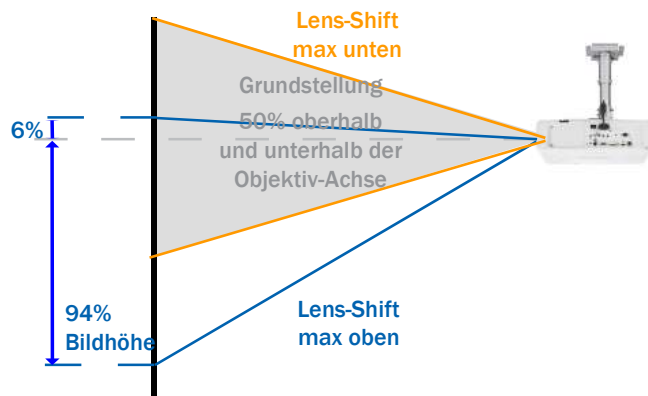 Lens-Shift
max unten
Grundstellung
50% oberhalb
und unterhalb der
Objektiv-Achse
6%
94%
Bildhöhe
Lens-Shift
max oben